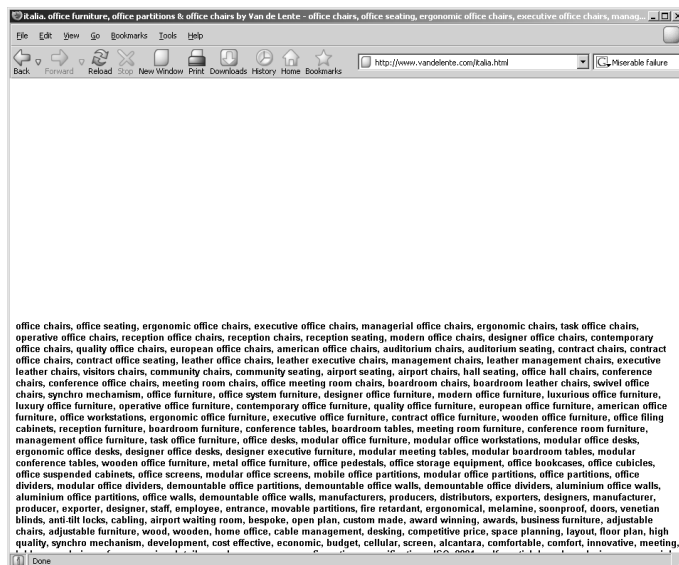 italia. office furniture, office partitions & office chairs by Van de Lente - office chairs, office seating, ergonomic office chairs, executive office chairs, manag...
File Edit View Go Bookmarks Tools Help
Back Forward Reload Stop New Window Print Downloads History Home Bookmarks http://www.vandelente.com/italia.html Miserable failure
office chairs, office seating, ergonomic office chairs, executive office chairs, managerial office chairs, ergonomic chairs, task office chairs,
operative office chairs, reception office chairs, reception chairs, reception seating, modern office chairs, designer office chairs, contemporary
office chairs, quality office chairs, european office chairs, american office chairs, auditorium chairs, auditorium seating, contract chairs, contract
office chairs, contract office seating, leather office chairs, leather executive chairs, management chairs, leather management chairs, executive
leather chairs, visitors chairs, community chairs, community seating, airport seating, airport chairs, hall seating, office hall chairs, conference
chairs, conference office chairs, meeting room chairs, office meeting room chairs, boardroom chairs, boardroom leather chairs, swivel office
chairs, synchro mechamism, office furniture, office system furniture, designer office furniture, modern office furniture, luxurious office furniture,
luxury office furniture, operative office furniture, contemporary office furniture, quality office furniture, european office furniture, american office
furniture, office workstations, ergonomic office furniture, executive office furniture, contract office furniture, wooden office furniture, office filing
cabinets, reception furniture, boardroom furniture, conference tables, boardroom tables, meeting room furniture, conference room furniture,
management office furniture, task office furniture, office desks, modular office furniture, modular office workstations, modular office desks,
ergonomic office desks, designer office desks, designer executive furniture, modular meeting tables, modular boardroom tables, modular
conference tables, wooden office furniture, metal office furniture, office pedestals, office storage equipment, office bookcases, office cubicles,
office suspended cabinets, office screens, modular office screens, mobile office partitions, modular office partitions, office partitions, office
dividers, modular office dividers, demountable office partitions, demountable office walls, demountable office dividers, aluminium office walls,
aluminium office partitions, office walls, demountable walls, manufacturers, producers, distributors, exporters, designers, manufacturer,
producer, exporter, designer, staff, employee, entrance, movable partitions, fire retardant, ergonomical, melamine, soonproof, doors, venetian
blinds, anti-tilt locks, cabling, airport waiting room, bespoke, open plan, custom made, award winning, awards, business furniture, adjustable
chairs, adjustable furniture, wood, wooden, home office, cable management, desking, competitive price, space planning, layout, floor plan, high
quality, synchro mechanism, development, cost effective, economic, budget, cellular, screen, alcantara, comfortable, comfort, innovative, meeting,
Done